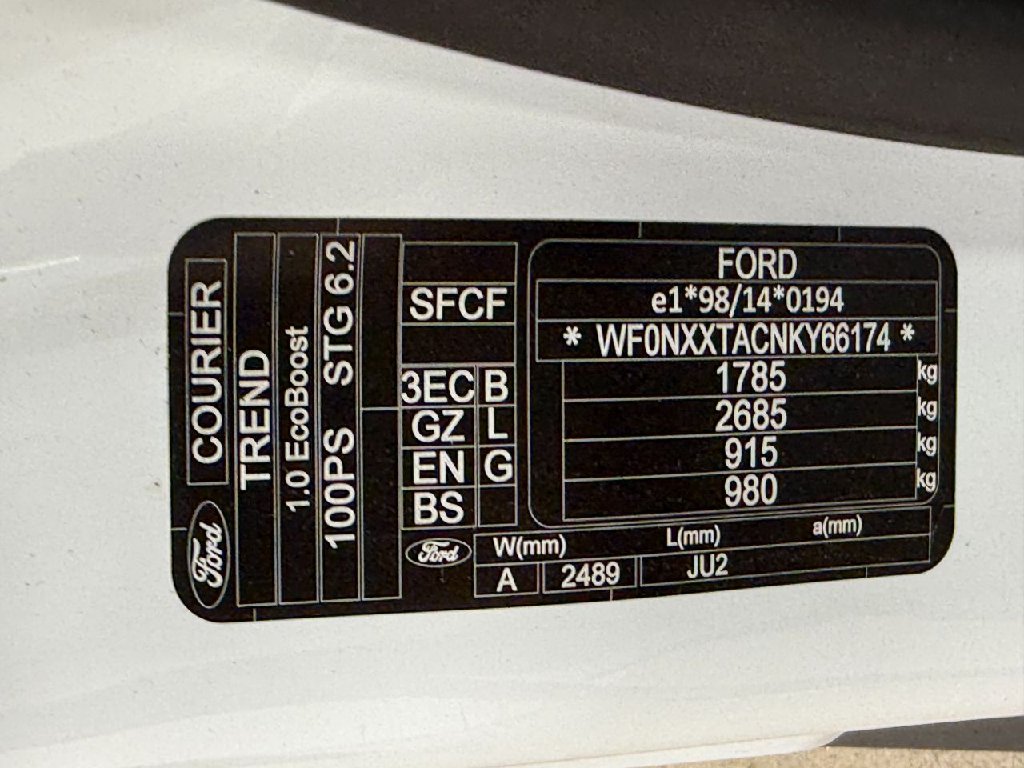 COURIER
Ford
TREND
1.0 EcoBoost
100PS STG 6.2
SFCF
3EC B
GZ L
EN G
BS
FORD
e1*98/14*0194
* WF0NXXTACNKY66174 *
1785 kg
2685 kg
915 kg
980 kg
Ford
W(mm) L(mm) a(mm)
A 2489 JU2